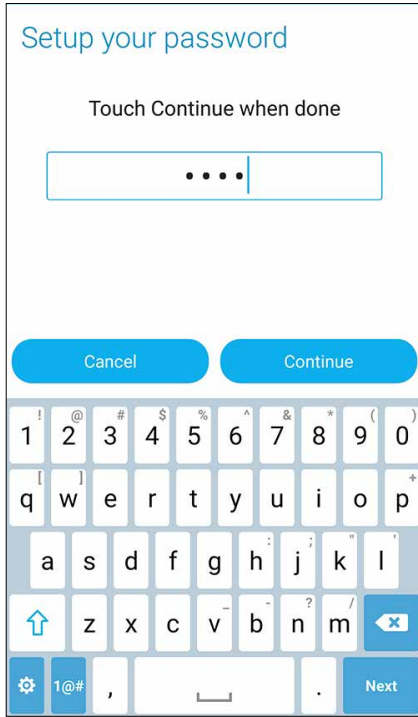 Setup your password
Touch Continue when done
••••
Cancel Continue
! @ # $ % ^ & * ( )
1 2 3 4 5 6 7 8 9 0
[ ] +
q w e r t y u i o p
: ; " '
a s d f g h j k l
_ - ? /
z x c v b n m
1@# , . Next